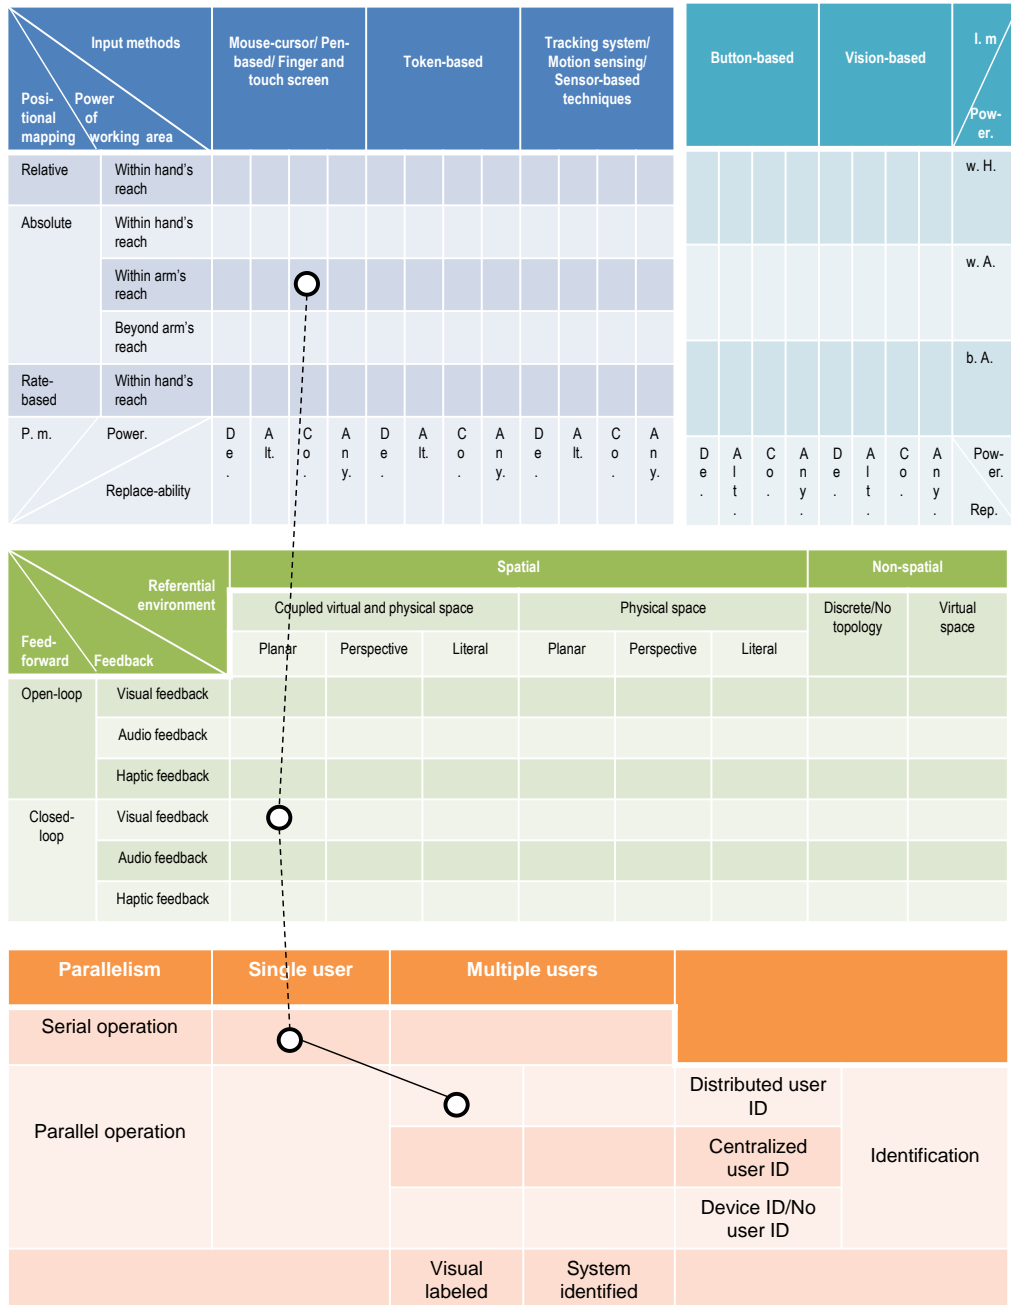 Input methods
Posi-
tional
mapping
Power
of
working area
Mouse-cursor/ Pen-
based/ Finger and
touch screen
Token-based
Tracking system/
Motion sensing/
Sensor-based
techniques
Relative
Within hand's
reach
Absolute
Within hand's
reach
Within arm's
reach
Beyond arm's
reach
Rate-
based
Within hand's
reach
P. m.
Power.
Replace-ability
D
e
.
A
lt.
C
o
.
A
n
y.
D
e
.
A
lt.
C
o
.
A
n
y.
D
e
.
A
lt.
C
o
.
A
n
y.
Button-based
Vision-based
I. m
Pow-
er.
w. H.
w. A.
b. A.
D
e
.
A
l
t
.
C
o
.
A
n
y
.
D
e
.
A
l
t
.
C
o
.
A
n
y
.
Pow-
er.
Rep.
Referential
environment
Feed-
forward
Feedback
Spatial
Non-spatial
Coupled virtual and physical space
Physical space
Discrete/No
topology
Virtual
space
Planar
Perspective
Literal
Planar
Perspective
Literal
Open-loop
Visual feedback
Audio feedback
Haptic feedback
Closed-
loop
Visual feedback
Audio feedback
Haptic feedback
Parallelism
Single user
Multiple users
Serial operation
Parallel operation
Distributed user
ID
Centralized
user ID
Device ID/No
user ID
Identification
Visual
labeled
System
identified